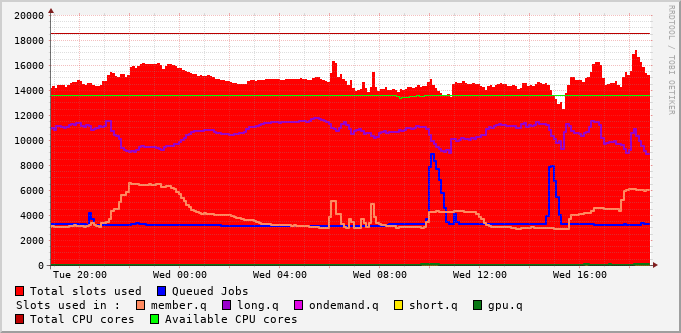 20000
18000
16000
14000
12000
10000
8000
6000
4000
2000
0
Tue 20:00 Wed 00:00 Wed 04:00 Wed 08:00 Wed 12:00 Wed 16:00
Total slots used Queued Jobs
Slots used in : member.q long.q ondemand.q short.q gpu.q
Total CPU cores Available CPU cores
RRDTOOL / TOBI OETIKER